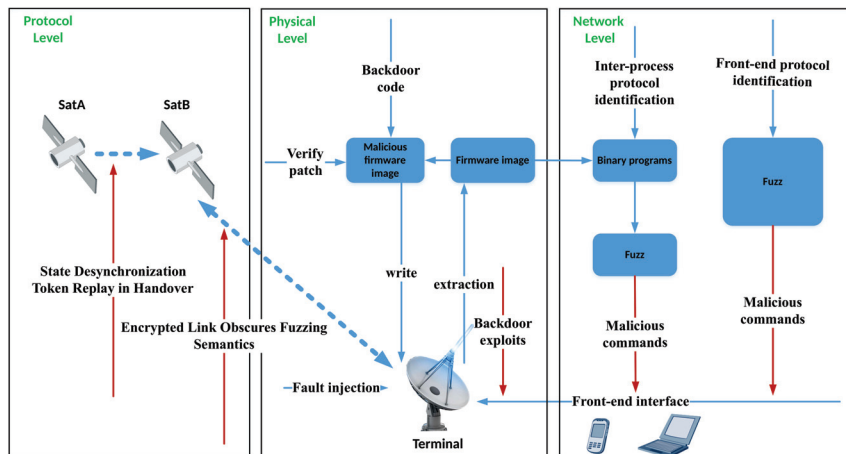 Protocol
Level
SatA
SatB
State Desynchronization
Token Replay in Handover
Encrypted Link Obscures Fuzzing
Semantics
Physical
Level
Backdoor
code
Verify
patch
Malicious
firmware
image
Firmware image
write
extraction
Backdoor
exploits
Fault injection
Terminal
Network
Level
Inter-process
protocol
identification
Front-end protocol
identification
Binary programs
Fuzz
Fuzz
Malicious
commands
Malicious
commands
Front-end interface